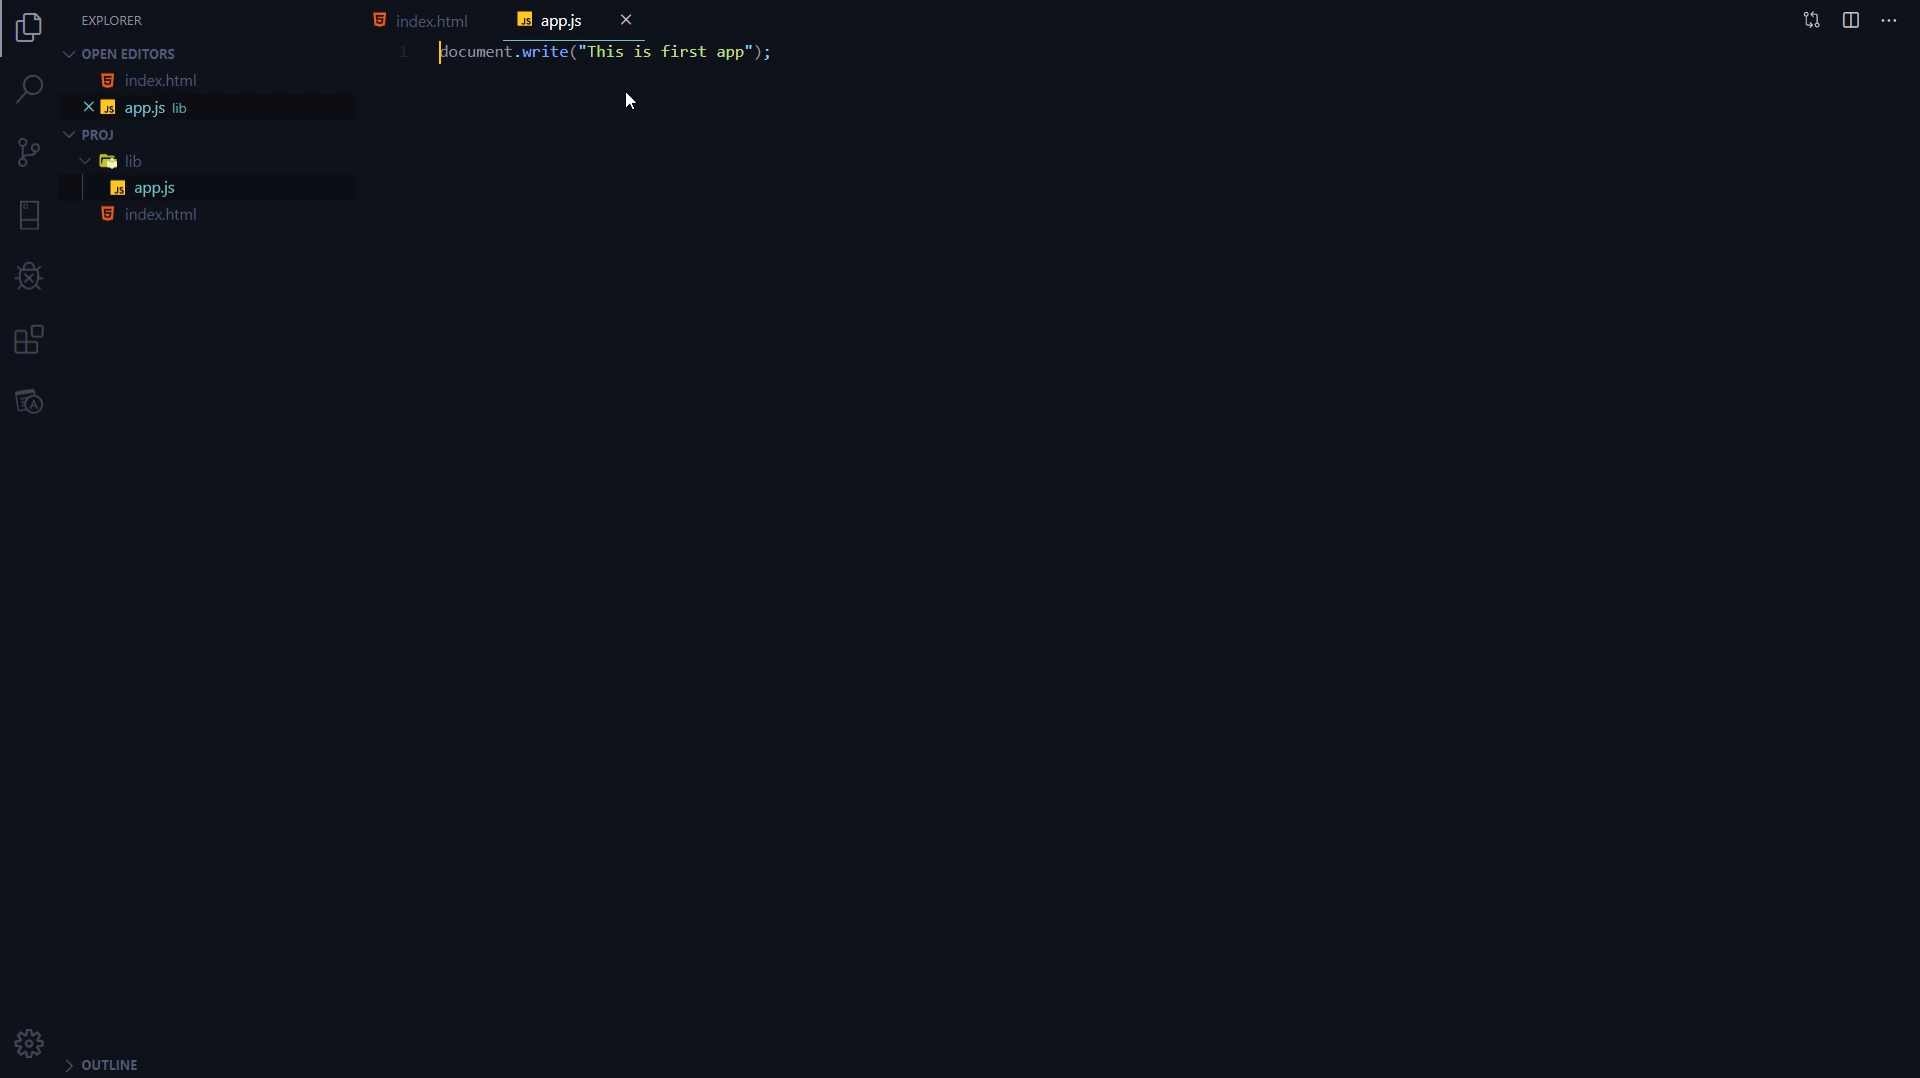 EXPLORER
OPEN EDITORS
index.html
app.js lib
PROJ
lib
app.js
index.html
OUTLINE
index.html
app.js
1 document.write("This is first app");